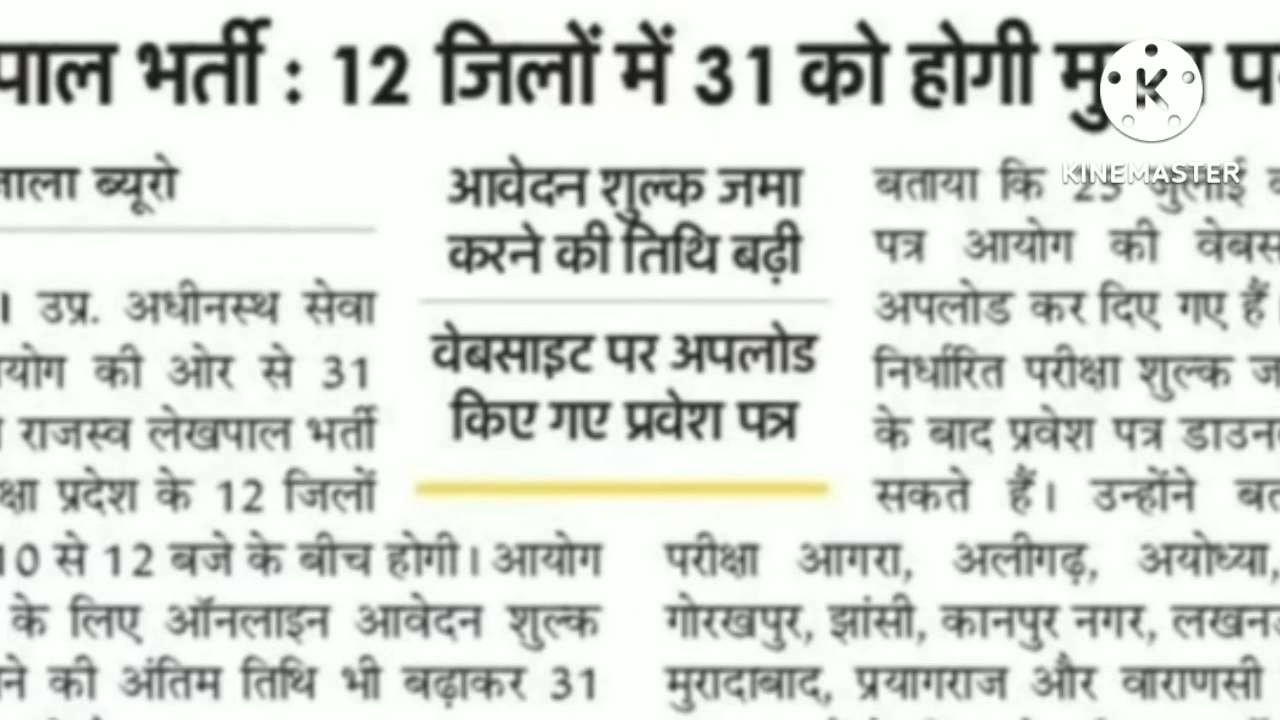 पाल भर्ती : 12 जिलों में 31 को होगी
KINEMASTER
ब्यूरो
आवेदन शुल्क जमा
करने की तिथि बढ़ी
वेबसाइट पर अपलोड
किए गए प्रवेश पत्र
। उप्र. अधीनस्थ सेवा
की ओर से 31
राजस्व लेखपाल भर्ती
प्रदेश के 12 जिलों
10 से 12 बजे के बीच होगी। आयोग
के लिए ऑनलाइन आवेदन शुल्क
की अंतिम तिथि भी बढ़ाकर 31
बताया कि
पत्र आयोग की
अपलोड कर दिए गए हैं
निर्धारित परीक्षा शुल्क
के बाद प्रवेश पत्र
सकते हैं। उन्होंने
परीक्षा आगरा, अलीगढ़, अयोध्या,
गोरखपुर, झांसी, कानपुर नगर,
मुरादाबाद, प्रयागराज और वाराणसी